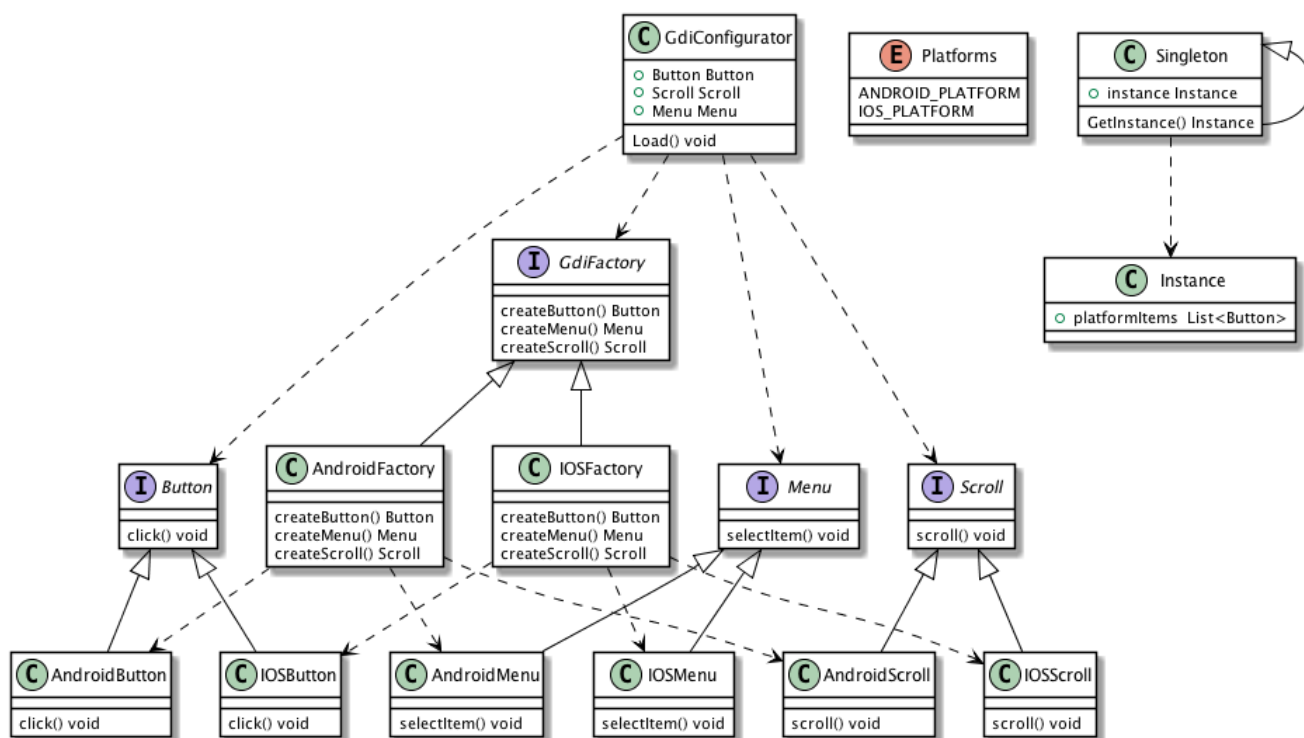 C GdiConfigurator
Button Button
Scroll Scroll
Menu Menu
Load() void
E Platforms
ANDROID_PLATFORM
IOS_PLATFORM
C Singleton
instance Instance
GetInstance() Instance
I GdiFactory
createButton() Button
createMenu() Menu
createScroll() Scroll
C Instance
platformItems List<Button>
I Button
click() void
C AndroidFactory
createButton() Button
createMenu() Menu
createScroll() Scroll
C IOSFactory
createButton() Button
createMenu() Menu
createScroll() Scroll
I Menu
selectItem() void
I Scroll
scroll() void
C AndroidButton
click() void
C IOSButton
click() void
C AndroidMenu
selectItem() void
C IOSMenu
selectItem() void
C AndroidScroll
scroll() void
C IOSScroll
scroll() void